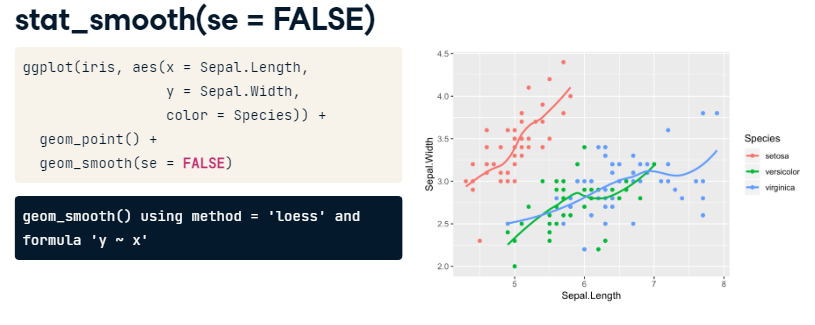 stat_smooth(se = FALSE)
ggplot(iris, aes(x = Sepal.Length,
y = Sepal.Width,
color = Species)) +
geom_point() +
geom_smooth(se = FALSE)
geom_smooth() using method = 'loess' and
formula 'y ~ x'
4.5
4.0
3.5
3.0
2.5
2.0
Sepal.Width
5
6
7
8
Sepal.Length
Species
setosa
versicolor
virginica